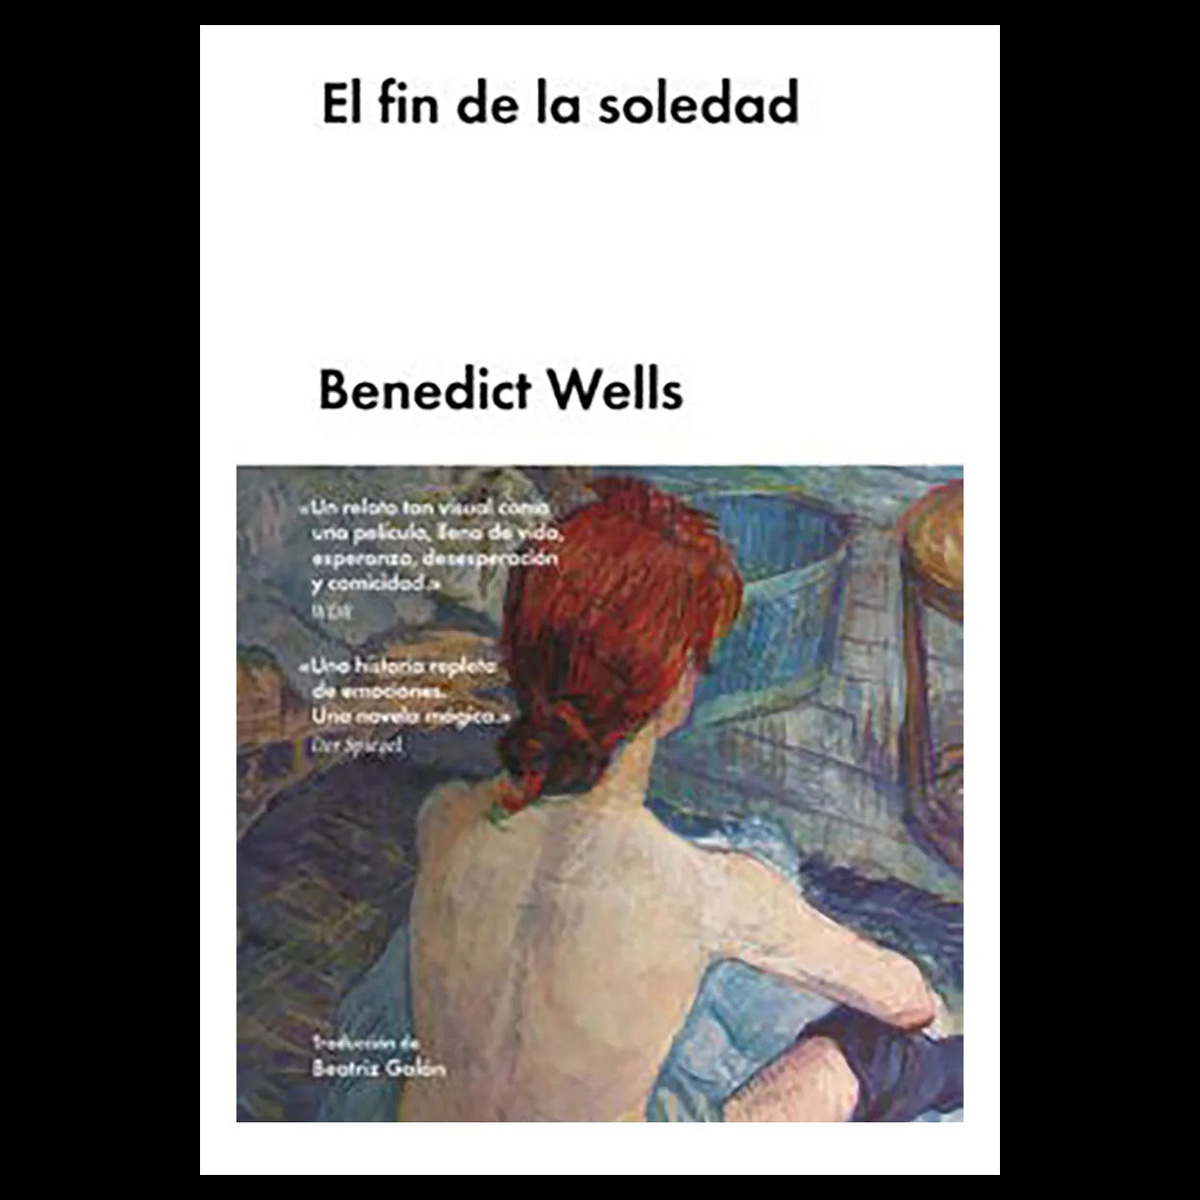 El fin de la soledad
Benedict Wells
«Un relato tan visual como
una película, lleno de vida,
esperanza, desesperación
y comicidad.»
WDR
«Una historia repleta
de emociones.
Una novela mágica.»
Der Spiegel
Traducción de
Beatriz Galán